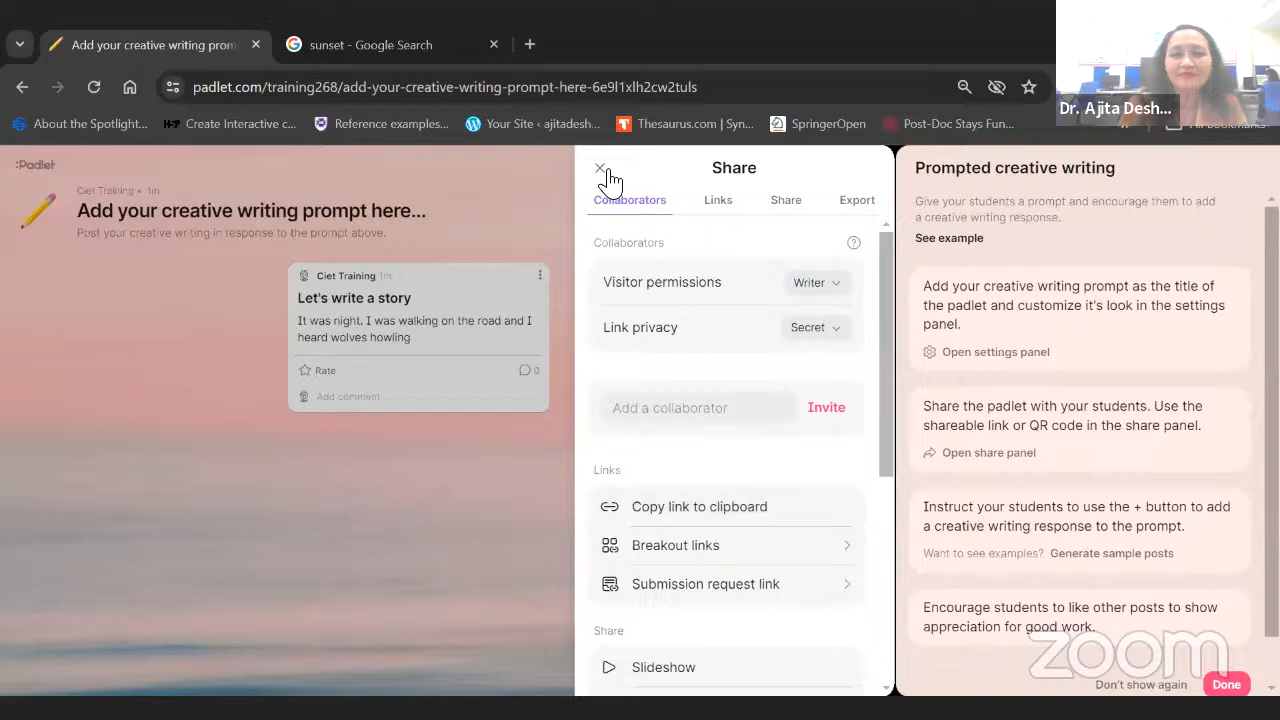 Add your creative writing prom
sunset - Google Search
padlet.com/training268/add-your-creative-writing-prompt-here-6e9l1xlh2cw2tuls
About the Spotlight...
H-P Create Interactive c...
Reference examples...
Your Site ‹ ajitadesh...
Thesaurus.com | Syn...
SpringerOpen
Post-Doc Stays Fun...
All Bookmarks
Dr. Ajita Desh...
:Padlet
Ciet Training • 1m
Add your creative writing prompt here...
Post your creative writing in response to the prompt above.
Ciet Training 1m
Let's write a story
It was night. I was walking on the road and I
heard wolves howling
Rate
0
Add comment
Share
Collaborators
Links
Share
Export
Collaborators
Visitor permissions
Writer
Link privacy
Secret
Add a collaborator
Invite
Links
Copy link to clipboard
Breakout links
Submission request link
Share
Slideshow
Prompted creative writing
Give your students a prompt and encourage them to add
a creative writing response.
See example
Add your creative writing prompt as the title of
the padlet and customize it's look in the settings
panel.
Open settings panel
Share the padlet with your students. Use the
shareable link or QR code in the share panel.
Open share panel
Instruct your students to use the + button to add
a creative writing response to the prompt.
Want to see examples? Generate sample posts
Encourage students to like other posts to show
appreciation for good work.
zoom
Don't show again
Done